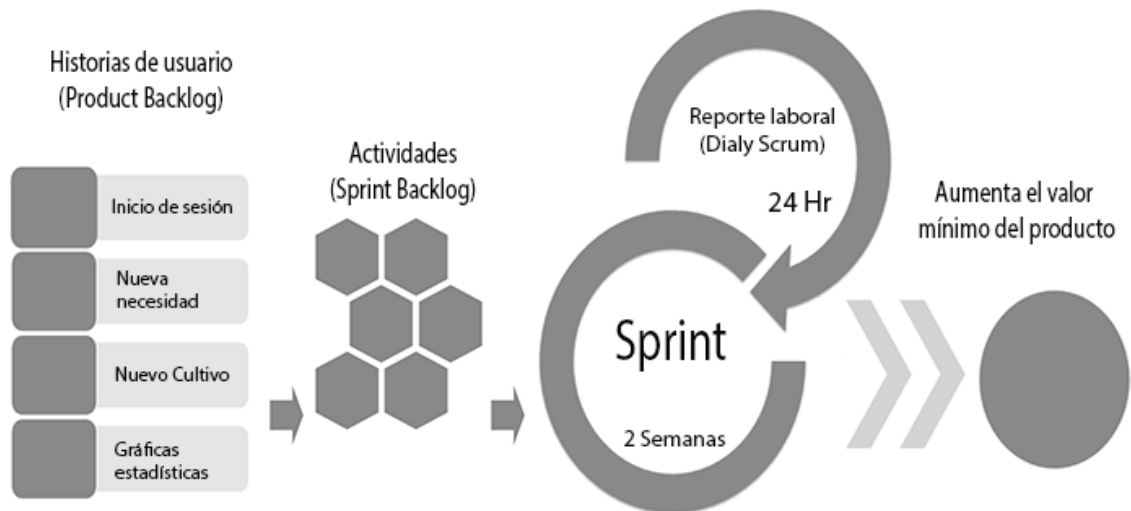 Historias de usuario
(Product Backlog)
Inicio de sesión
Nueva
necesidad
Nuevo Cultivo
Gráficas
estadísticas
Actividades
(Sprint Backlog)
Reporte laboral
(Dialy Scrum)
24 Hr
Sprint
2 Semanas
Aumenta el valor
mínimo del producto